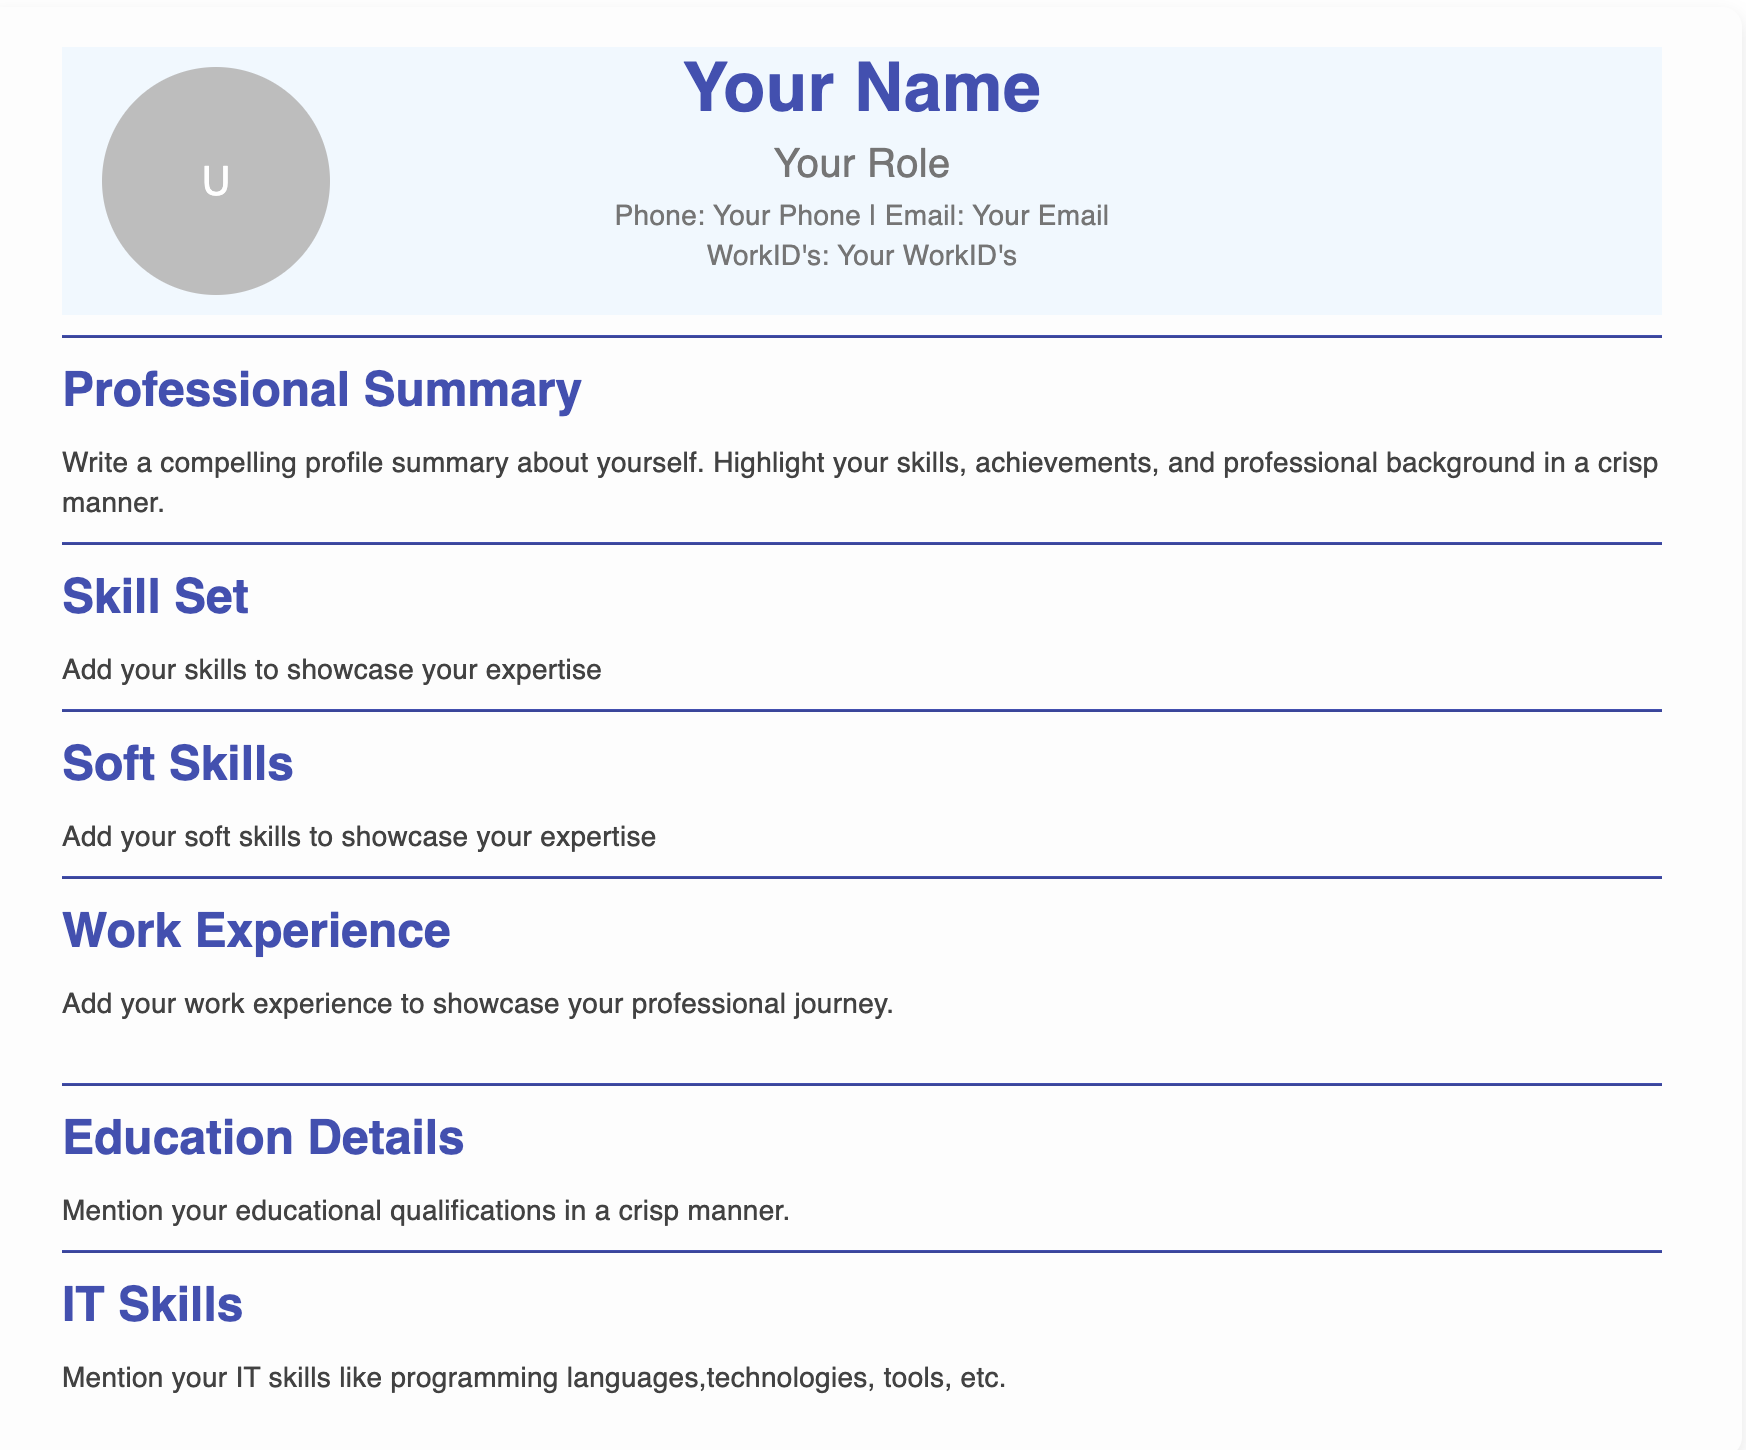 U
Your Name
Your Role
Phone: Your Phone | Email: Your Email
WorkID's: Your WorkID's
Professional Summary
Write a compelling profile summary about yourself. Highlight your skills, achievements, and professional background in a crisp
manner.
Skill Set
Add your skills to showcase your expertise
Soft Skills
Add your soft skills to showcase your expertise
Work Experience
Add your work experience to showcase your professional journey.
Education Details
Mention your educational qualifications in a crisp manner.
IT Skills
Mention your IT skills like programming languages,technologies, tools, etc.